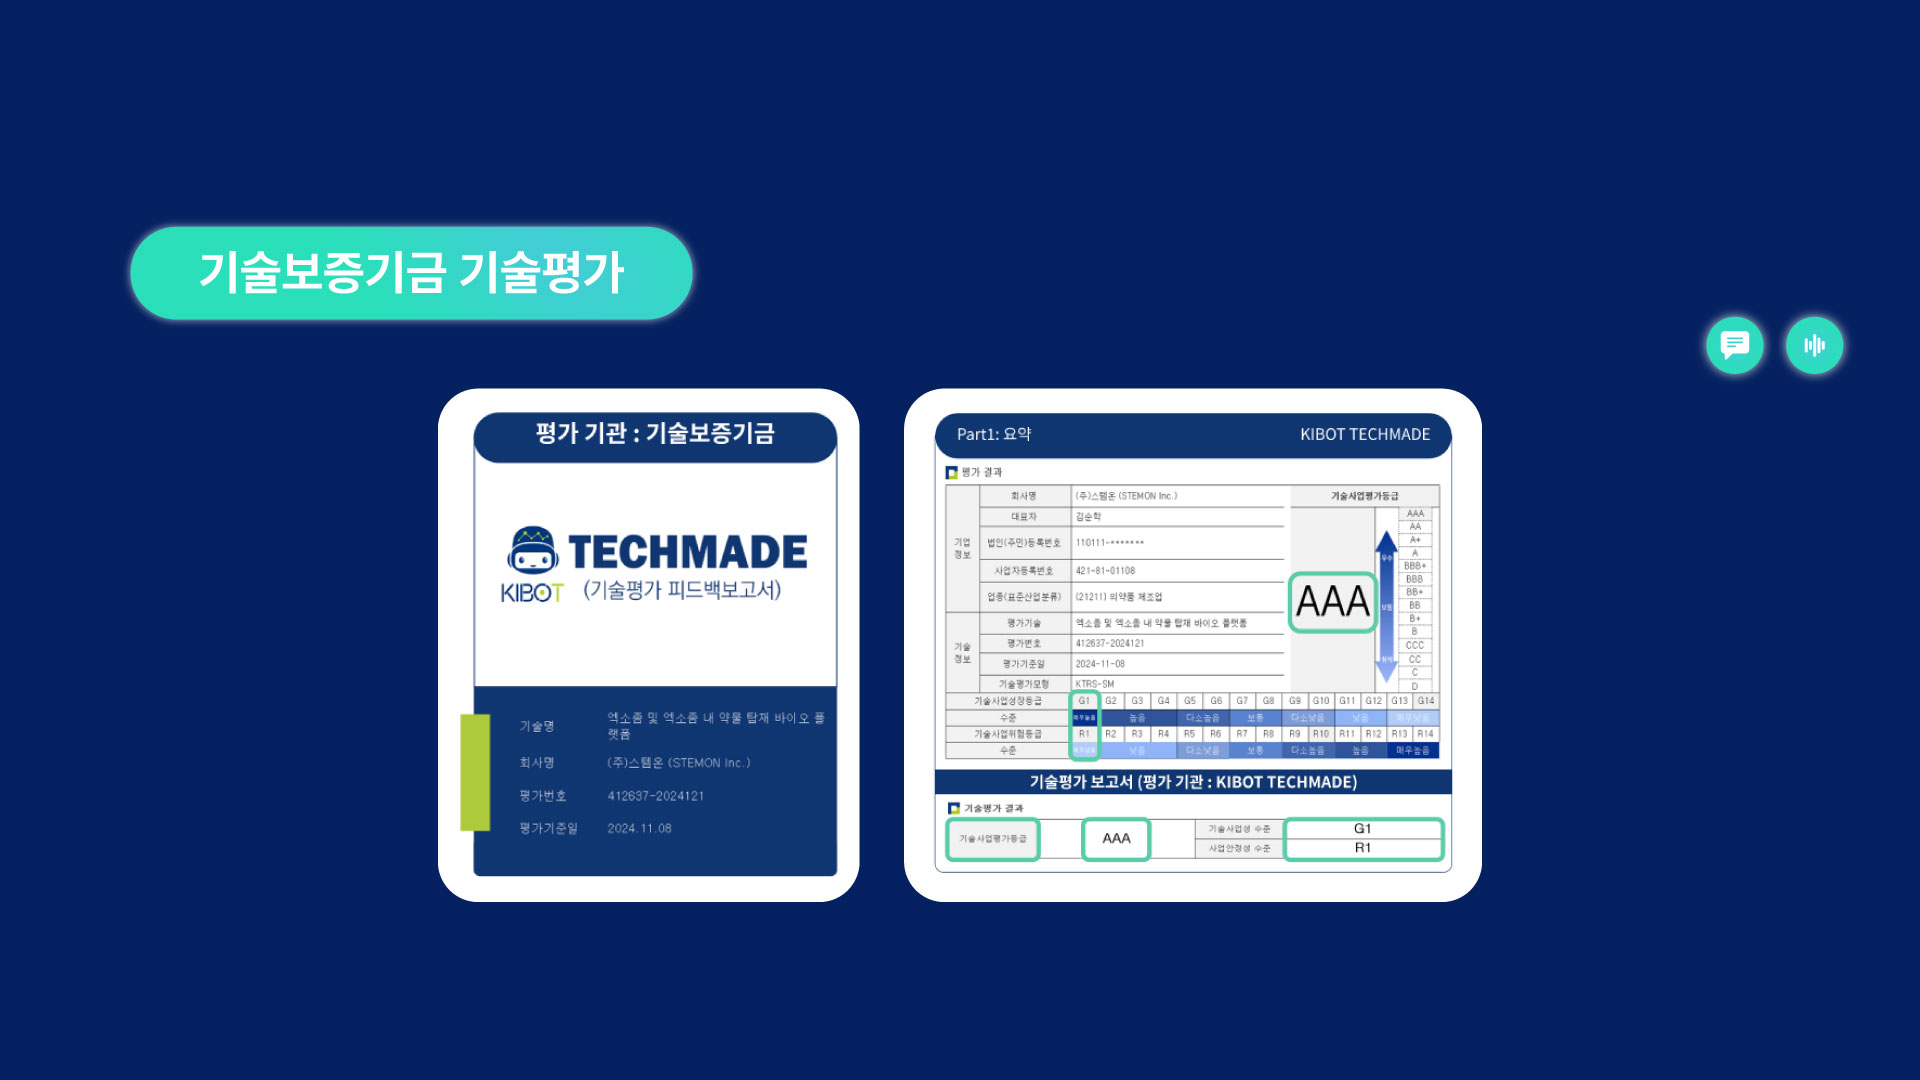 기술보증기금 기술평가
평가 기관 : 기술보증기금
TECHMADE
KIBOT (기술평가 피드백보고서)
기술명 엑소좀 및 엑소좀 내 약물 탑재 바이오 플
랫폼
회사명 (주)스템온 (STEMON Inc.)
평가번호 412637-2024121
평가기준일 2024.11.08
Part1: 요약 KIBOT TECHMADE
평가 결과
기업
정보
회사명 (주)스템온 (STEMON Inc.)
대표자 김순학
법인(주민)등록번호 110111-*******
사업자등록번호 421-81-01108
업종(표준산업분류) (21211) 의약품 제조업
기술
정보
평가기술 엑소좀 및 엑소좀 내 약물 탑재 바이오 플랫폼
평가번호 412637-2024121
평가기준일 2024-11-08
기술평가모형 KTRS-SM
기술사업평가등급
AAA
우수
보통
AAA
AA
A+
A
BBB+
BBB
BB+
BB
B+
B
CCC
CC
C
D
기술사업성장등급 G1 G2 G3 G4 G5 G6 G7 G8 G9 G10 G11 G12 G13 G14
수준 매우높음 높음 다소높음 보통 다소낮음 낮음 매우낮음
기술사업위험등급 R1 R2 R3 R4 R5 R6 R7 R8 R9 R10 R11 R12 R13 R14
수준 매우낮음 낮음 다소낮음 보통 다소높음 높음 매우높음
기술평가 보고서 (평가 기관 : KIBOT TECHMADE)
기술평가 결과
기술사업평가등급 AAA
기술사업성 수준 G1
사업안정성 수준 R1